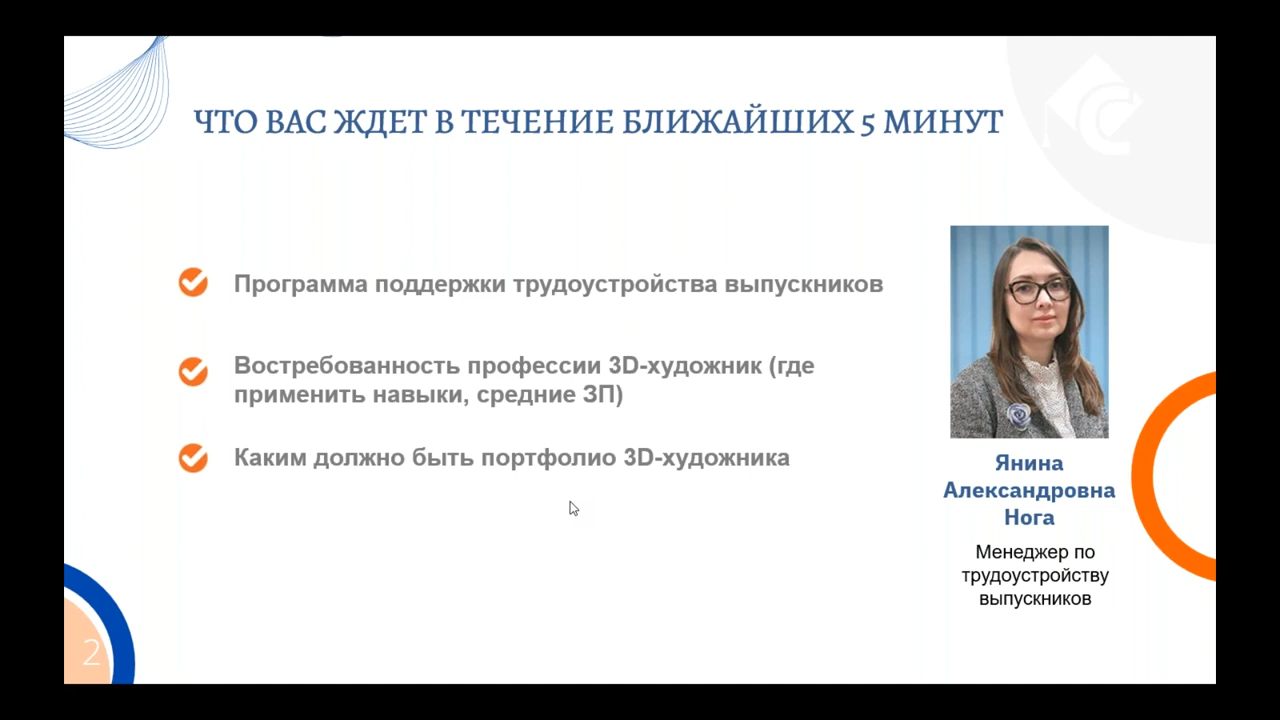 ЧТО ВАС ЖДЕТ В ТЕЧЕНИЕ БЛИЖАЙШИХ 5 МИНУТ
Программа поддержки трудоустройства выпускников
Востребованность профессии 3D-художник (где
применить навыки, средние ЗП)
Каким должно быть портфолио 3D-художника
Янина
Александровна
Нога
Менеджер по
трудоустройству
выпускников
2